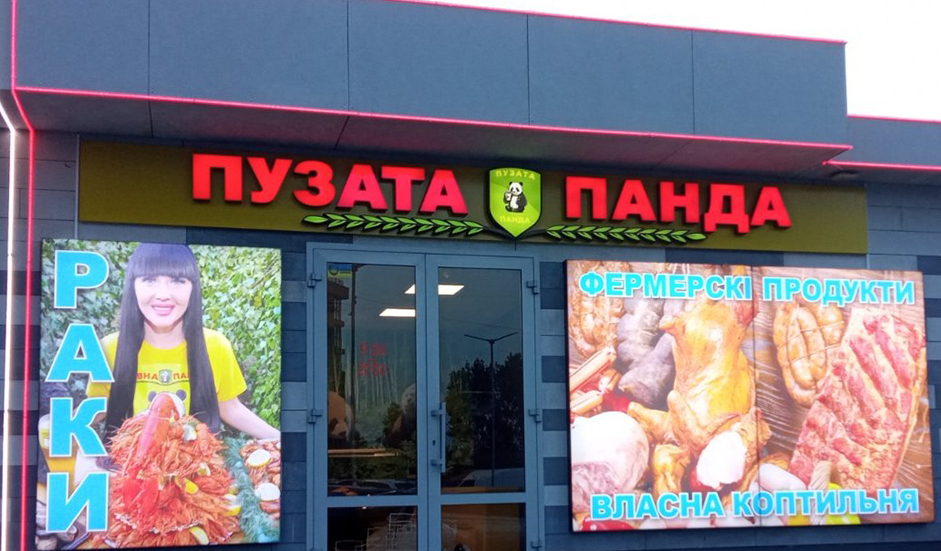 ПУЗАТА
ПУЗАТА
ПАНДА
ПАНДА
РАКИ
ФЕРМЕРСКІ ПРОДУКТИ
ВЛАСНА КОПТИЛЬНЯ